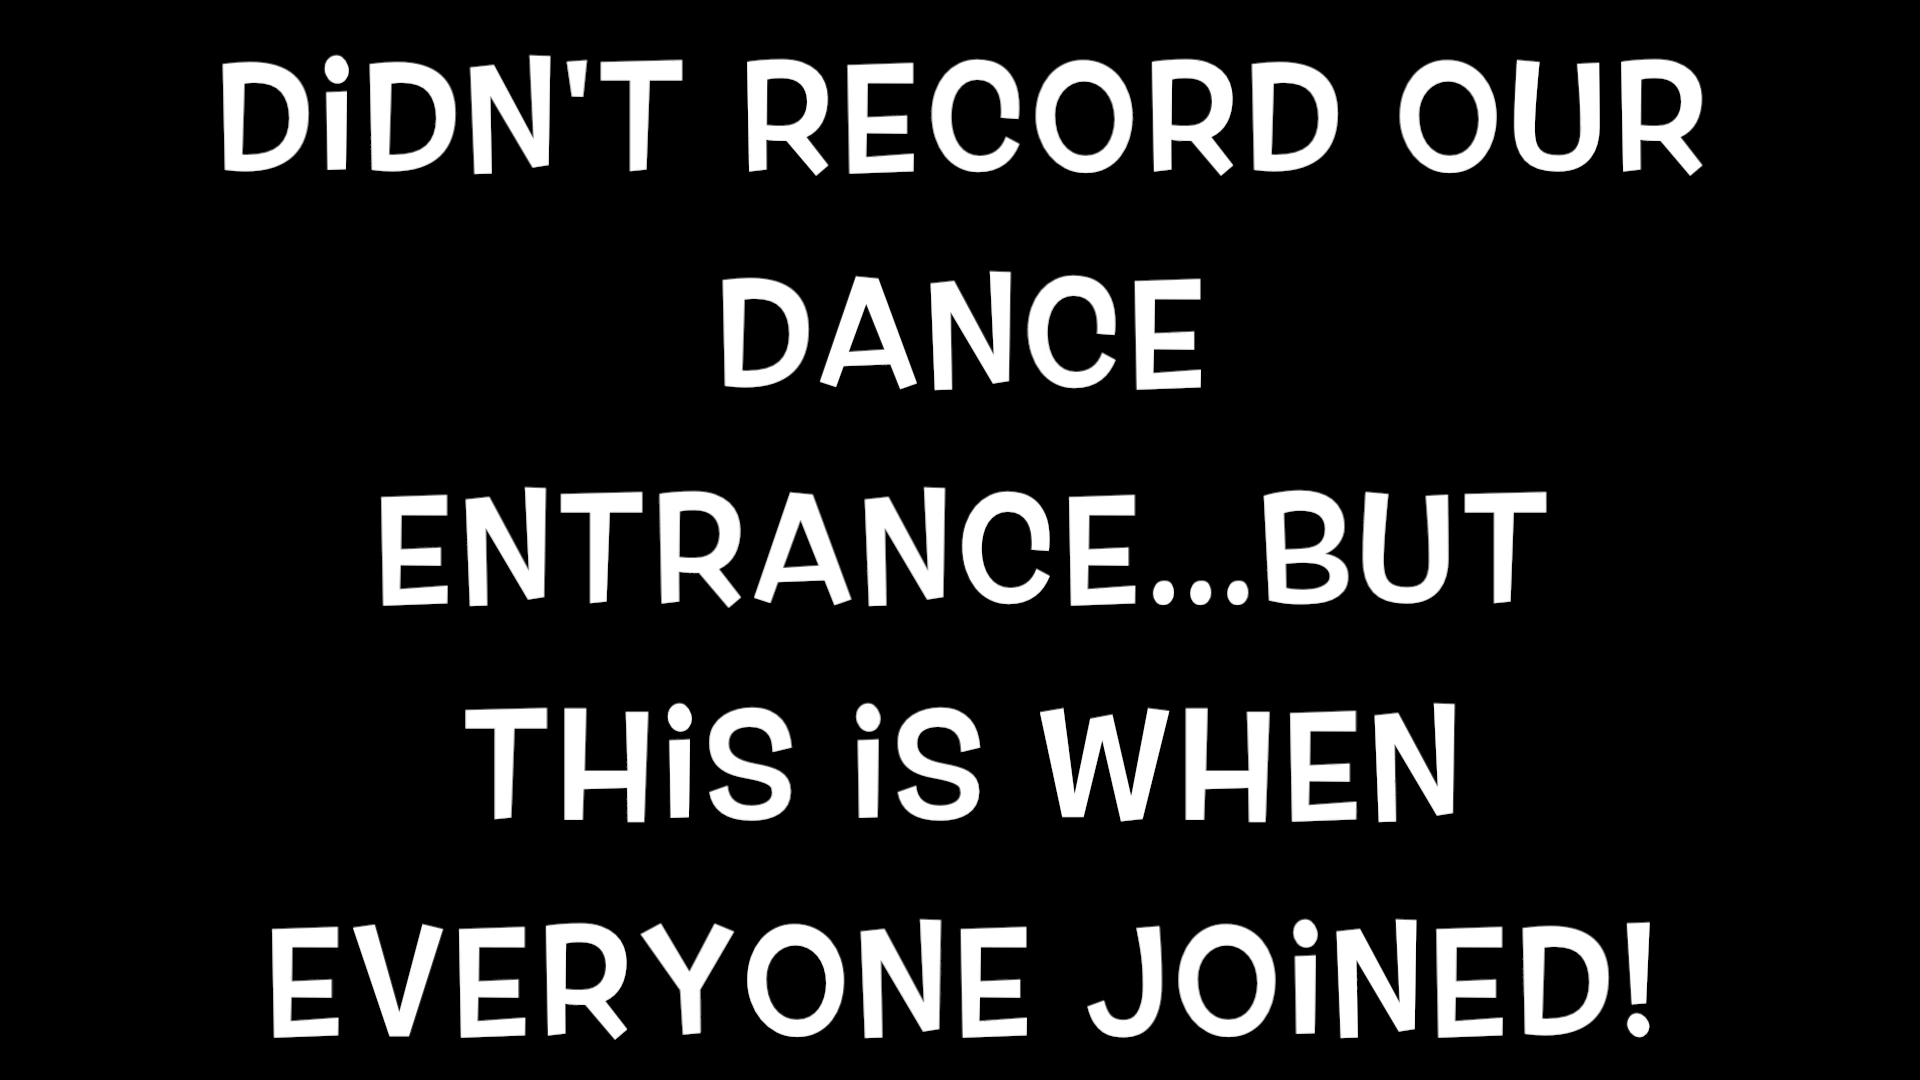 DiDN'T RECORD OUR
DANCE
ENTRANCE...BUT
THiS iS WHEN
EVERYONE JOiNED!